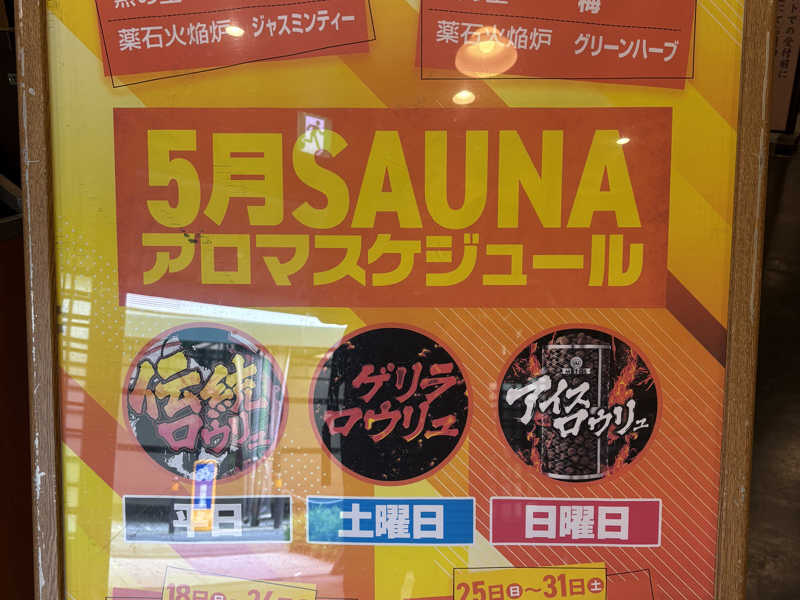 薬石火焔炉 ジャスミンティー
梅
薬石火焔炉 グリーンハーブ
5月SAUNA
アロマスケジュール
伝統
ロウリュ
ゲリラ
ロウリュ
アイス
ロウリュ
平日
土曜日
日曜日
25日日～31日土